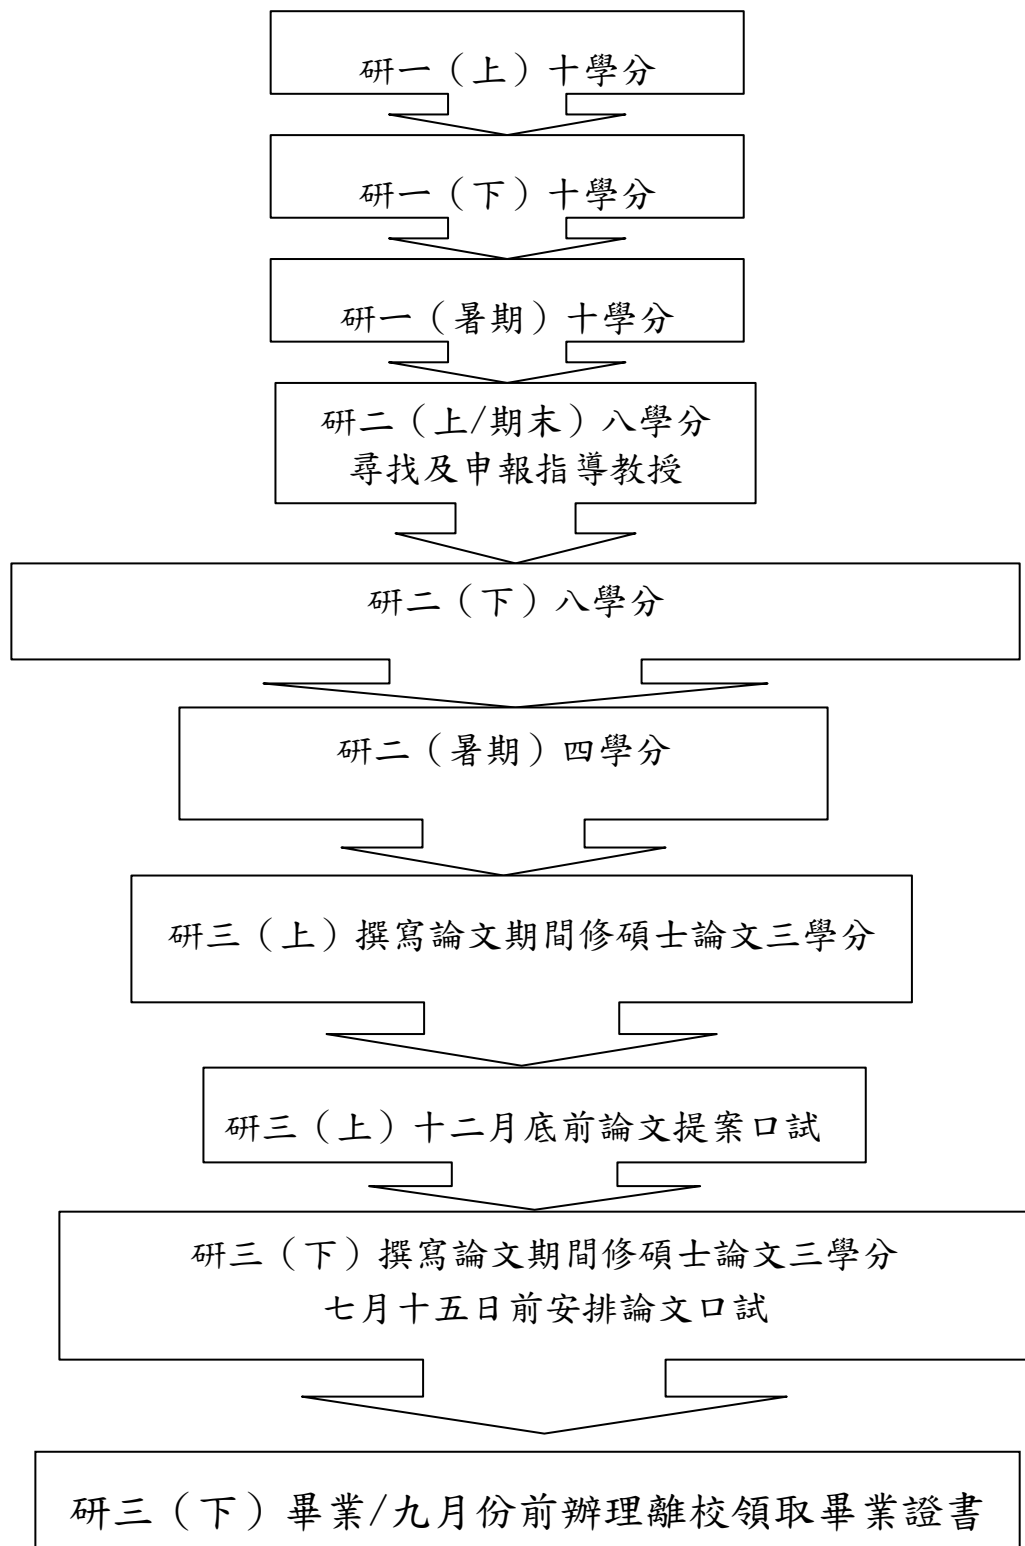 研一（上）十學分
研一（下）十學分
研一（暑期）十學分
研二（上/期末）八學分
尋找及申報指導教授
研二（下）八學分
研二（暑期）四學分
研三（上）撰寫論文期間修碩士論文三學分
研三（上）十二月底前論文提案口試
研三（下）撰寫論文期間修碩士論文三學分
七月十五日前安排論文口試
研三（下）畢業/九月份前辦理離校領取畢業證書